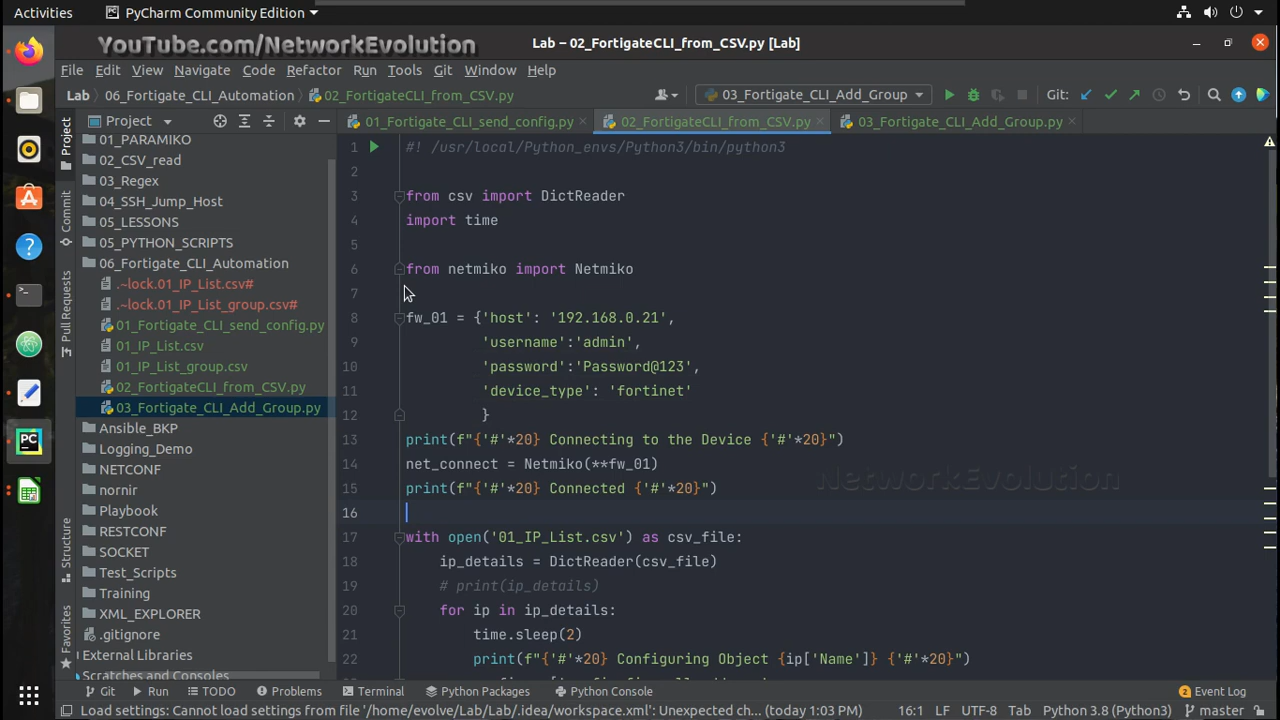 Activities PyCharm Community Edition
YouTube.com/NetworkEvolution Lab – 02_FortigateCLI_from_CSV.py [Lab]
File Edit View Navigate Code Refactor Run Tools Git Window Help
Lab 06_Fortigate_CLI_Automation 02_FortigateCLI_from_CSV.py 03_Fortigate_CLI_Add_Group Git:
Project 01_Fortigate_CLI_send_config.py 02_FortigateCLI_from_CSV.py 03_Fortigate_CLI_Add_Group.py
Project
Commit
Pull Requests
Structure
Favorites
01_PARAMIKO
02_CSV_read
03_Regex
04_SSH_Jump_Host
05_LESSONS
05_PYTHON_SCRIPTS
06_Fortigate_CLI_Automation
.~lock.01_IP_List.csv#
.~lock.01_IP_List_group.csv#
01_Fortigate_CLI_send_config.py
01_IP_List.csv
01_IP_List_group.csv
02_FortigateCLI_from_CSV.py
03_Fortigate_CLI_Add_Group.py
Ansible_BKP
Logging_Demo
NETCONF
nornir
Playbook
RESTCONF
SOCKET
Test_Scripts
Training
XML_EXPLORER
.gitignore
External Libraries
Scratches and Consoles
1 #! /usr/local/Python_envs/Python3/bin/python3
2
3 from csv import DictReader
4 import time
5
6 from netmiko import Netmiko
7
8 fw_01 = {'host': '192.168.0.21',
9 'username':'admin',
10 'password':'Password@123',
11 'device_type': 'fortinet'
12 }
13 print(f"{'#'*20} Connecting to the Device {'#'*20}")
14 net_connect = Netmiko(**fw_01)
15 print(f"{'#'*20} Connected {'#'*20}")
NetworkEvolution
16
17 with open('01_IP_List.csv') as csv_file:
18 ip_details = DictReader(csv_file)
19 # print(ip_details)
20 for ip in ip_details:
21 time.sleep(2)
22 print(f"{'#'*20} Configuring Object {ip['Name']} {'#'*20}")
Git Run TODO Problems Terminal Python Packages Python Console 2 Event Log
Load settings: Cannot load settings from file '/home/evolve/Lab/Lab/.idea/workspace.xml': Unexpected ch... (today 1:03 PM) 16:1 LF UTF-8 Tab Python 3.8 (Python3) master